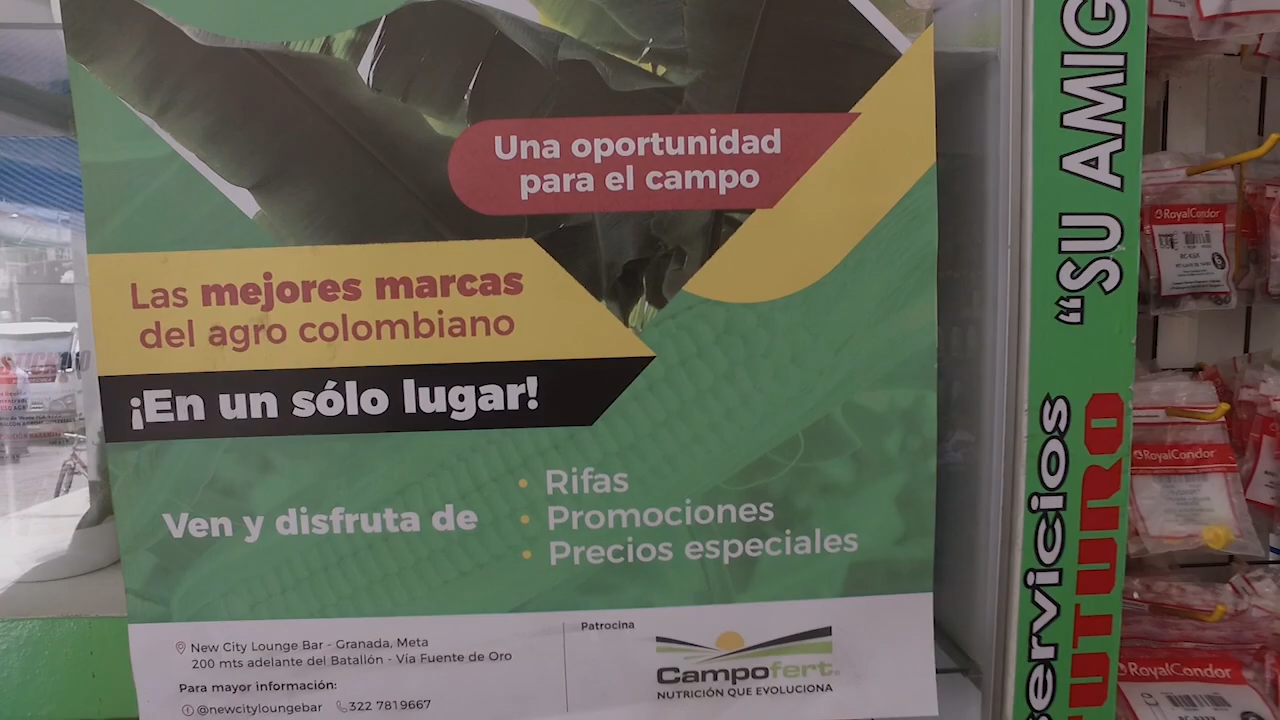 Una oportunidad
para el campo
Las mejores marcas
del agro colombiano
¡En un sólo lugar!
Ven y disfruta de
• Rifas
• Promociones
• Precios especiales
New City Lounge Bar - Granada, Meta
200 mts adelante del Batallón - Vía Fuente de Oro
Para mayor información:
@newcityloungebar 322 7819667
Patrocina
Campofert
NUTRICIÓN QUE EVOLUCIONA
"SU AMIG
ervicios
UTURO
RoyalCondor
RoyalCondor
RoyalCondor